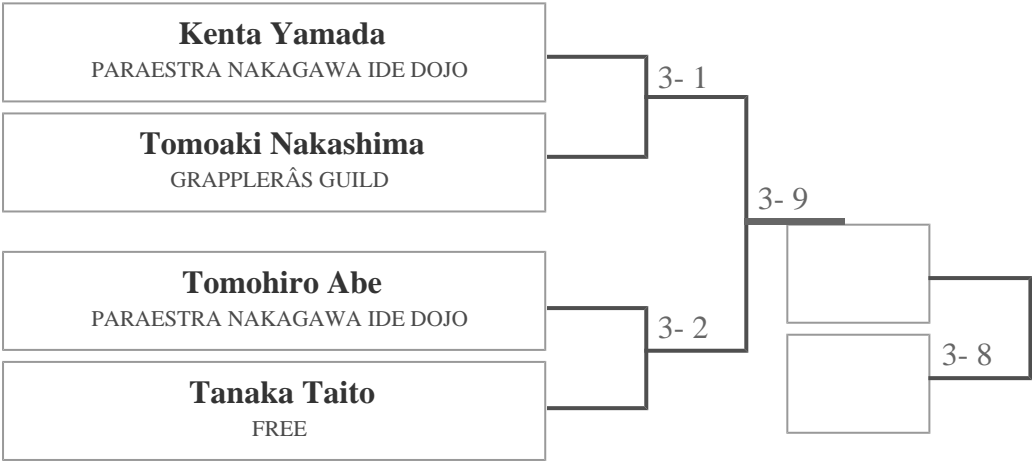 Kenta Yamada
PARAESTRA NAKAGAWA IDE DOJO
3- 1
Tomoaki Nakashima
GRAPPLERÂS GUILD
3- 9
Tomohiro Abe
PARAESTRA NAKAGAWA IDE DOJO
3- 2
3- 8
Tanaka Taito
FREE